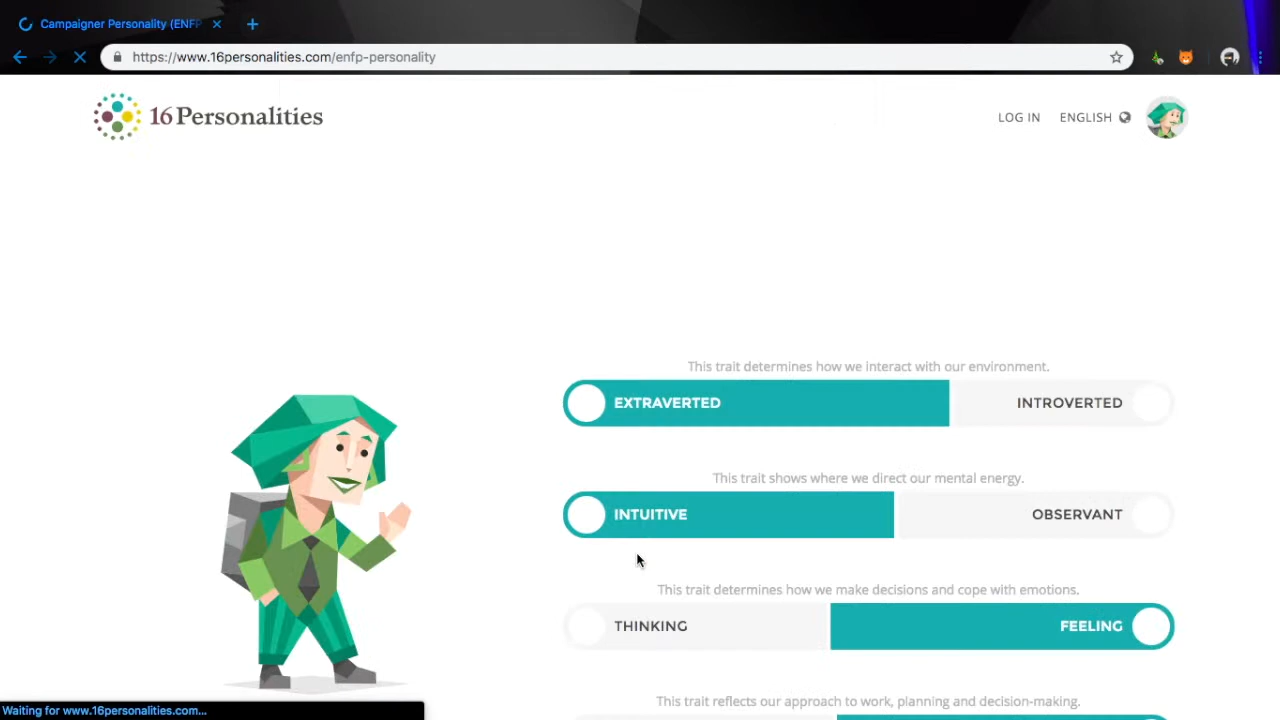 Campaigner Personality (ENFP
https://www.16personalities.com/enfp-personality
16Personalities
LOG IN
ENGLISH
This trait determines how we interact with our environment.
EXTRAVERTED
INTROVERTED
This trait shows where we direct our mental energy.
INTUITIVE
OBSERVANT
This trait determines how we make decisions and cope with emotions.
THINKING
FEELING
This trait reflects our approach to work, planning and decision-making.
Waiting for www.16personalities.com...